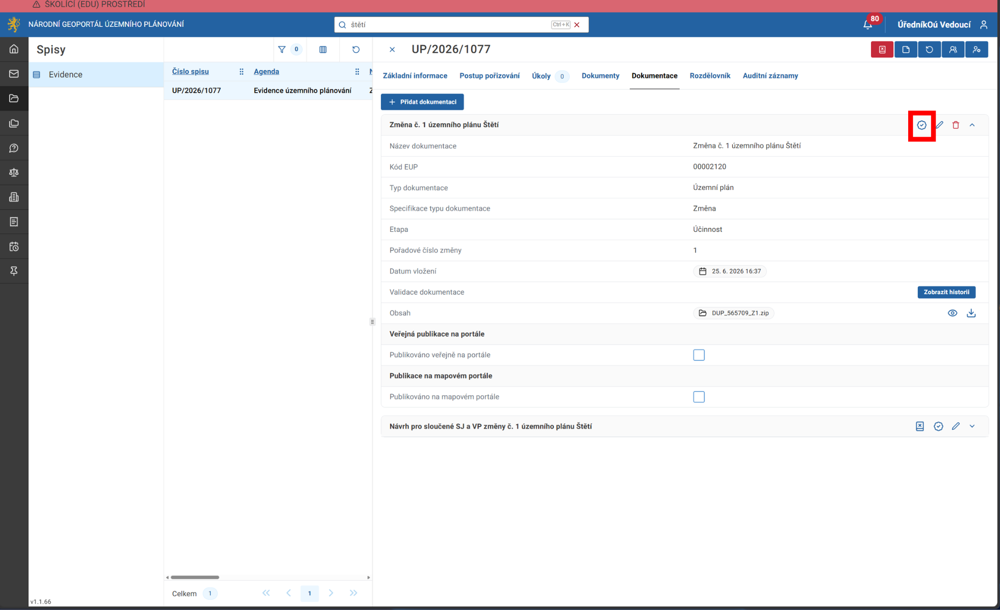 ŠKOLÍCÍ (EDU) PROSTŘEDÍ
NÁRODNÍ GEOPORTÁL ÚZEMNÍHO PLÁNOVÁNÍ
štětí
Ctrl+K
80
ÚředníkOú Vedoucí
Spisy
0
UP/2026/1077
Evidence
Číslo spisu
Agenda
UP/2026/1077
Evidence územního plánování
Základní informace
Postup pořizování
Úkoly 0
Dokumenty
Dokumentace
Rozdělovník
Auditní záznamy
Přidat dokumentaci
Změna č. 1 územního plánu Štětí
Název dokumentace
Změna č. 1 územního plánu Štětí
Kód EUP
00002120
Typ dokumentace
Územní plán
Specifikace typu dokumentace
Změna
Etapa
Účinnost
Pořadové číslo změny
1
Datum vložení
25. 6. 2026 16:37
Validace dokumentace
Zobrazit historii
Obsah
DUP_565709_Z1.zip
Veřejná publikace na portále
Publikováno veřejně na portále
Publikace na mapovém portále
Publikováno na mapovém portále
Návrh pro sloučené SJ a VP změny č. 1 územního plánu Štětí
Celkem 1
1
v1.1.66